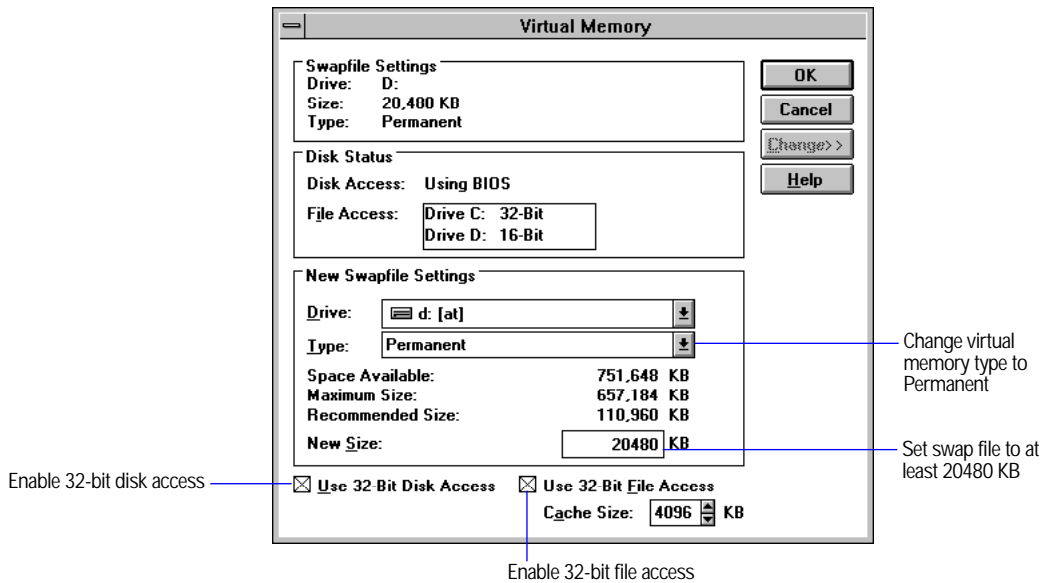 Virtual Memory
Swapfile Settings
Drive: D:
Size: 20,480 KB
Type: Permanent
OK
Cancel
Change>>
Help
Disk Status
Disk Access: Using BIOS
File Access: Drive C: 32-Bit
Drive D: 16-Bit
New Swapfile Settings
Drive: d: [at]
Type: Permanent
Space Available: 751,648 KB
Maximum Size: 657,184 KB
Recommended Size: 110,960 KB
New Size: 20480 KB
Use 32-Bit Disk Access
Use 32-Bit File Access
Cache Size: 4096 KB
Change virtual
memory type to
Permanent
Set swap file to at
least 20480 KB
Enable 32-bit disk access
Enable 32-bit file access